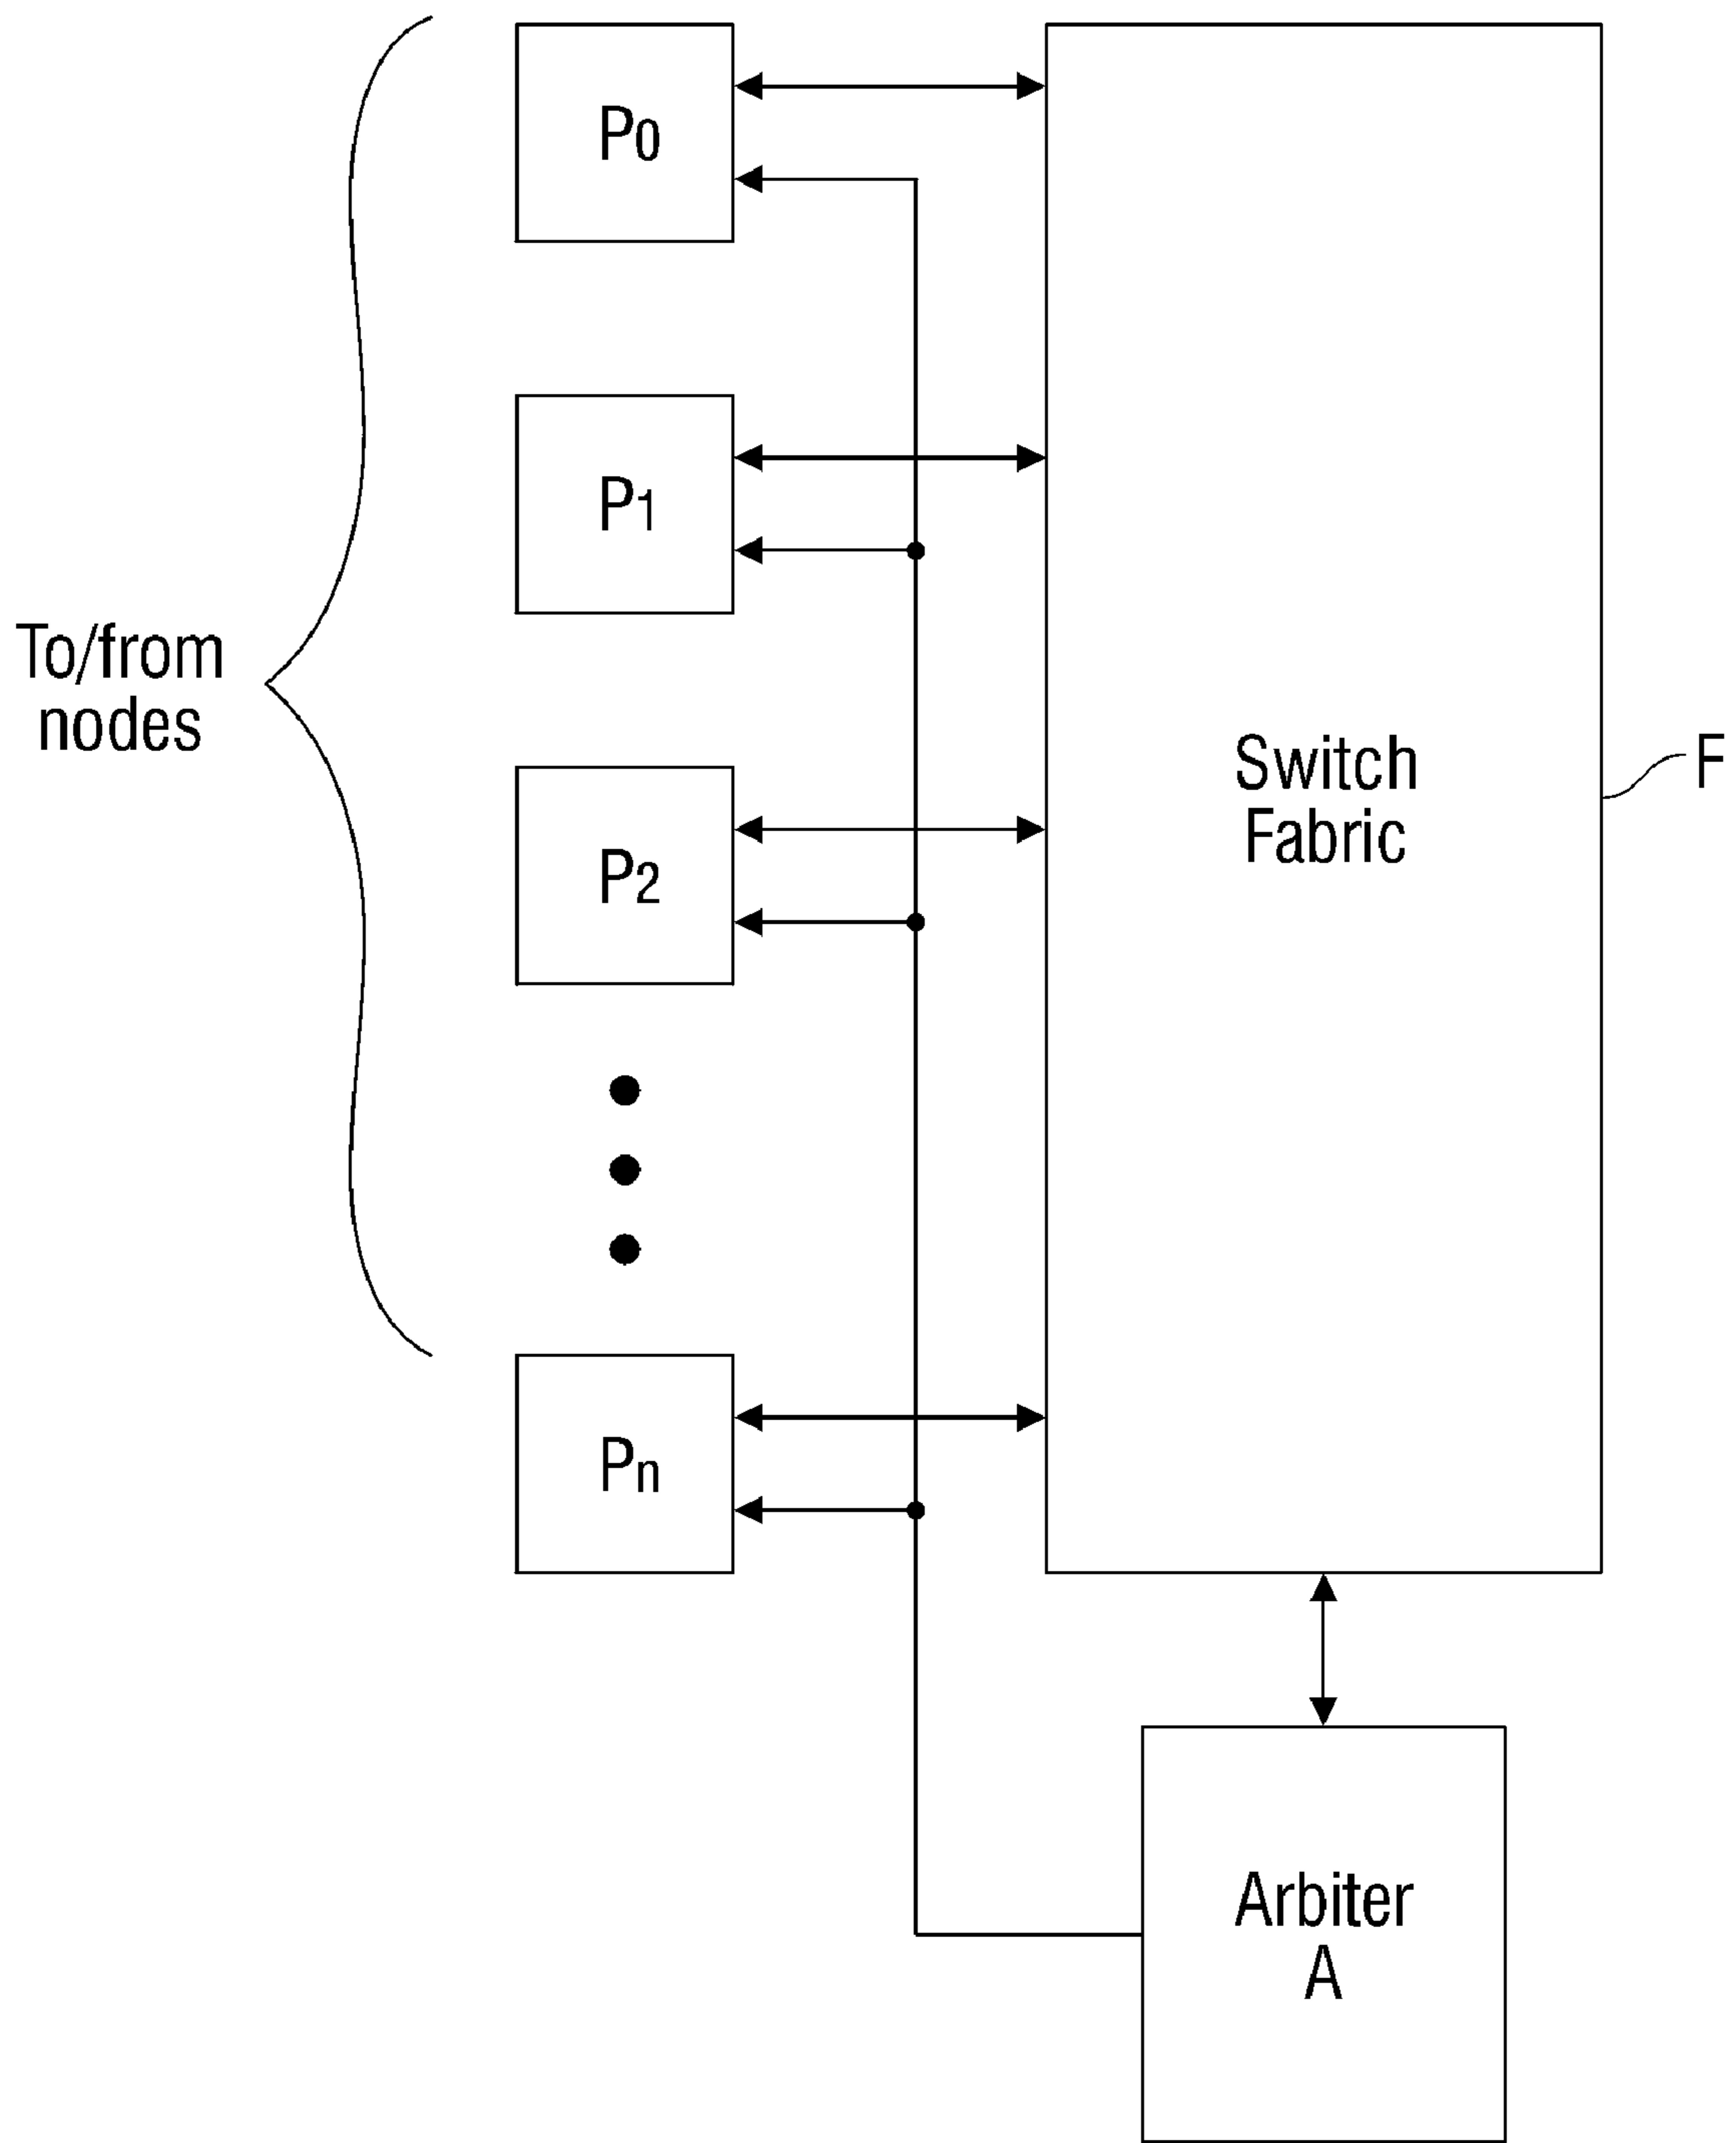 P0
P1
To/from
nodes
Switch
Fabric
F
P2
Pn
Arbiter
A